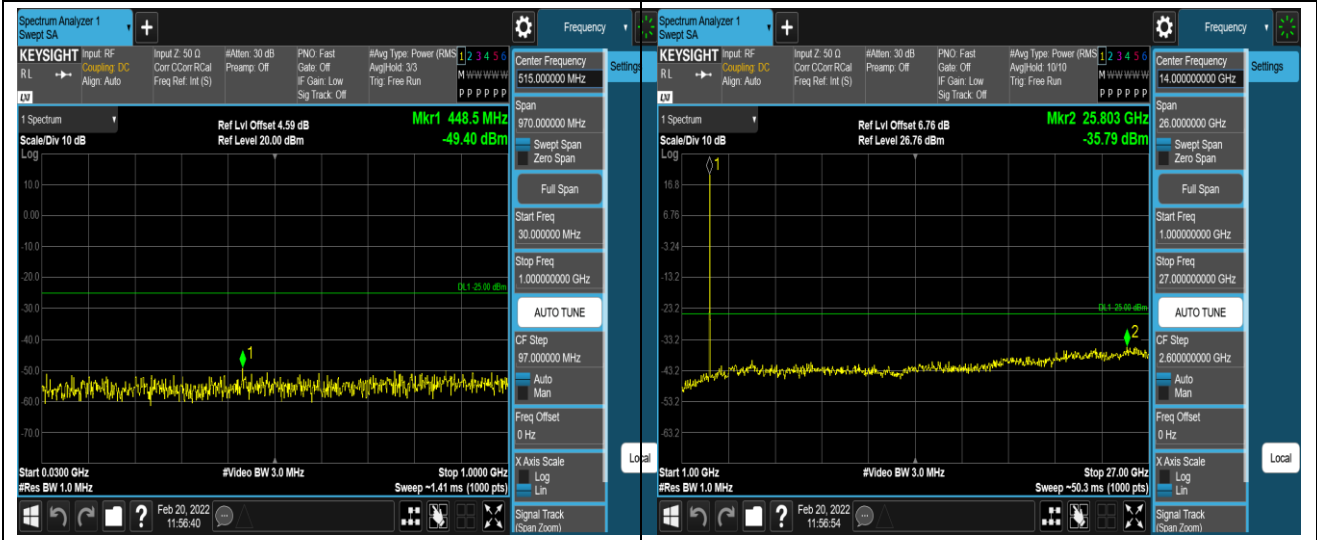 Spectrum Analyzer 1
Swept SA
+
Frequency
KEYSIGHT
RL
LXI
Input: RF
Coupling: DC
Align: Auto
Input Z: 50 Ω
Corr CCorr RCal
Freq Ref: Int (S)
#Atten: 30 dB
Preamp: Off
PNO: Fast
Gate: Off
IF Gain: Low
Sig Track: Off
#Avg Type: Power (RMS
Avg|Hold: 3/3
Trig: Free Run
1 2 3 4 5 6
M W W W W W
P P P P P P
Center Frequency
515.000000 MHz
Settings
Span
970.000000 MHz
Swept Span
Zero Span
Full Span
Start Freq
30.000000 MHz
Stop Freq
1.000000000 GHz
AUTO TUNE
CF Step
97.000000 MHz
Auto
Man
Freq Offset
0 Hz
X Axis Scale
Log
Lin
Signal Track
(Span Zoom)
Local
1 Spectrum
Scale/Div 10 dB
Log
Ref Lvl Offset 4.59 dB
Ref Level 20.00 dBm
Mkr1 448.5 MHz
-49.40 dBm
10.0
0.00
-10.0
-20.0
DL1 -25.00 dBm
-30.0
-40.0
1
-50.0
-60.0
-70.0
Start 0.0300 GHz
#Res BW 1.0 MHz
#Video BW 3.0 MHz
Stop 1.0000 GHz
Sweep ~1.41 ms (1000 pts)
?
Feb 20, 2022
11:56:40
Spectrum Analyzer 1
Swept SA
+
Frequency
KEYSIGHT
RL
LXI
Input: RF
Coupling: DC
Align: Auto
Input Z: 50 Ω
Corr CCorr RCal
Freq Ref: Int (S)
#Atten: 30 dB
Preamp: Off
PNO: Fast
Gate: Off
IF Gain: Low
Sig Track: Off
#Avg Type: Power (RMS
Avg|Hold: 10/10
Trig: Free Run
1 2 3 4 5 6
M W W W W W
P P P P P P
Center Frequency
14.000000000 GHz
Settings
Span
26.0000000 GHz
Swept Span
Zero Span
Full Span
Start Freq
1.000000000 GHz
Stop Freq
27.000000000 GHz
AUTO TUNE
CF Step
2.600000000 GHz
Auto
Man
Freq Offset
0 Hz
X Axis Scale
Log
Lin
Signal Track
(Span Zoom)
Local
1 Spectrum
Scale/Div 10 dB
Log
Ref Lvl Offset 6.76 dB
Ref Level 26.76 dBm
Mkr2 25.803 GHz
-35.79 dBm
1
16.8
6.76
-3.24
-13.2
-23.2
DL1 -25.00 dBm
2
-33.2
-43.2
-53.2
-63.2
Start 1.00 GHz
#Res BW 1.0 MHz
#Video BW 3.0 MHz
Stop 27.00 GHz
Sweep ~50.3 ms (1000 pts)
?
Feb 20, 2022
11:56:54